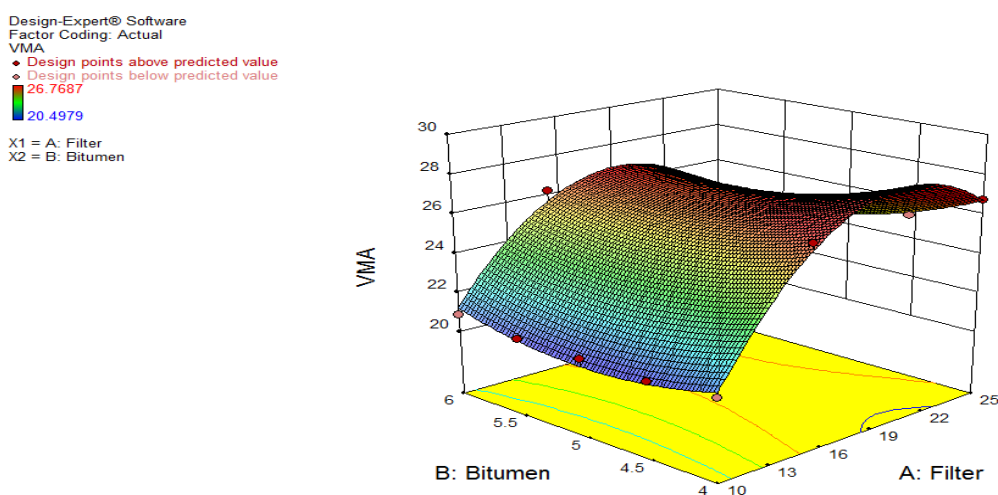 Design-Expert® Software
Factor Coding: Actual
VMA
Design points above predicted value
Design points below predicted value
26.7687
20.4979
X1 = A: Filter
X2 = B: Bitumen
30
28
26
24
22
20
VMA
6
5.5
5
4.5
4
B: Bitumen
10
13
16
19
22
25
A: Filter